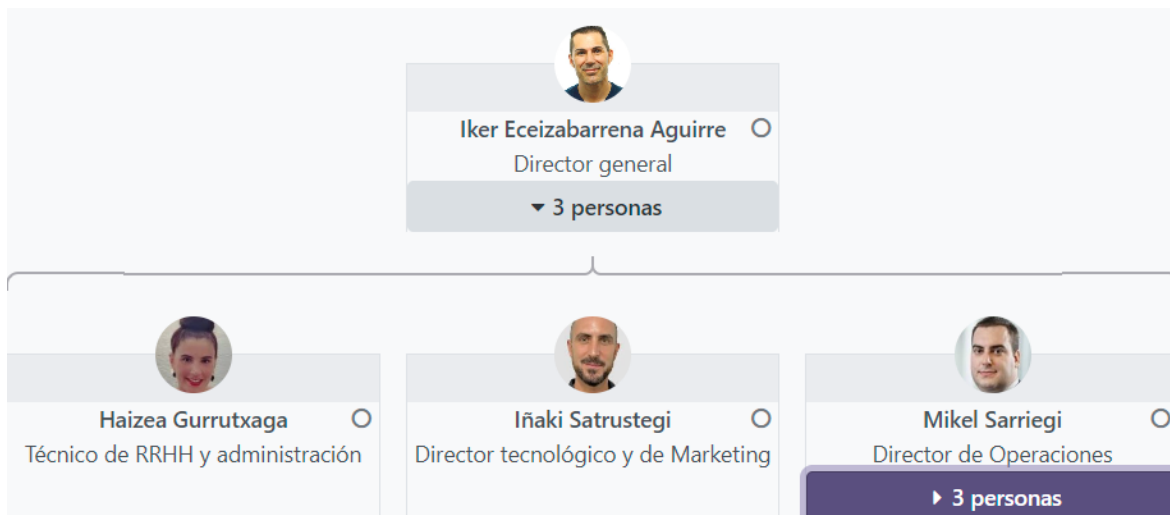 Iker Eceizabarrena Aguirre
Director general
3 personas
Haizea Gurrutxaga
Técnico de RRHH y administración
Iñaki Satrustegi
Director tecnológico y de Marketing
Mikel Sarriegi
Director de Operaciones
3 personas